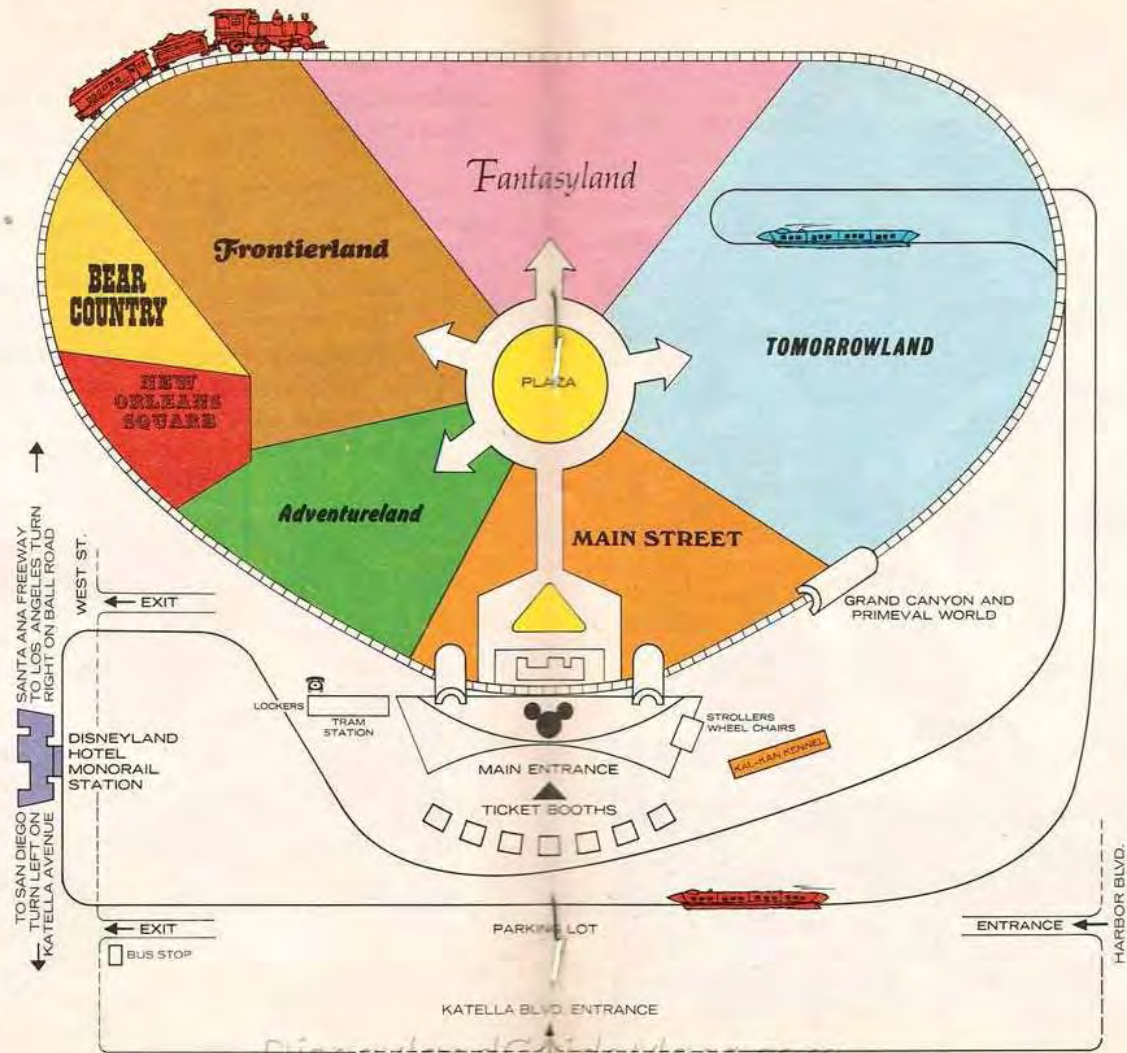 Fantasyland
Frontierland
BEAR
COUNTRY
PLAZA
TOMORROWLAND
NEW
ORLEANS
SQUARE
Adventureland
MAIN STREET
GRAND CANYON AND
PRIMEVAL WORLD
SANTA ANA FREEWAY
TO LOS ANGELES TURN
RIGHT ON BALL ROAD
WEST ST.
EXIT
LOCKERS
TRAM
STATION
STROLLERS
WHEEL CHAIRS
DISNEYLAND
HOTEL
MONORAIL
STATION
MAIN ENTRANCE
KAL-KAN KENNEL
TICKET BOOTHS
TO SAN DIEGO
TURN LEFT ON
KATELLA AVENUE
EXIT
PARKING LOT
ENTRANCE
HARBOR BLVD.
BUS STOP
KATELLA BLVD. ENTRANCE